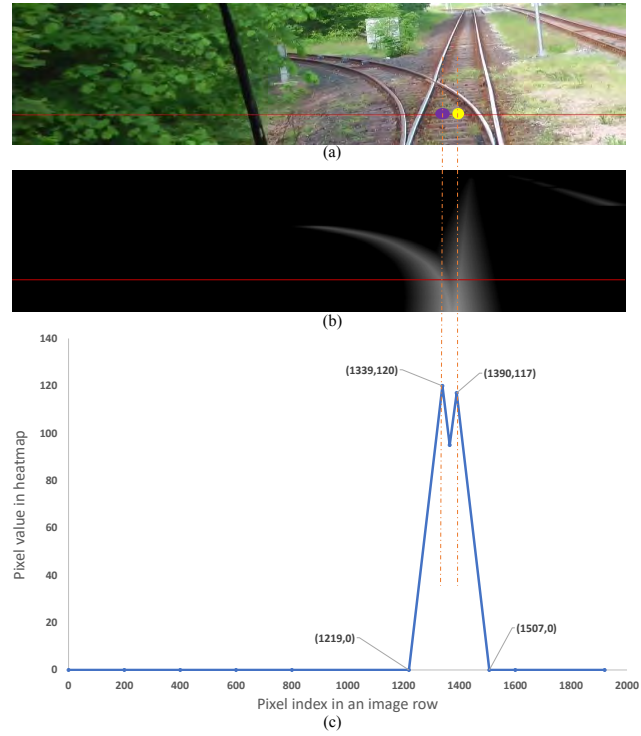 (a)
(b)
140
120
100
80
60
40
20
0
Pixel value in heatmap
(1339,120)
(1390,117)
(1219,0)
(1507,0)
0 200 400 600 800 1000 1200 1400 1600 1800 2000
Pixel index in an image row
(c)